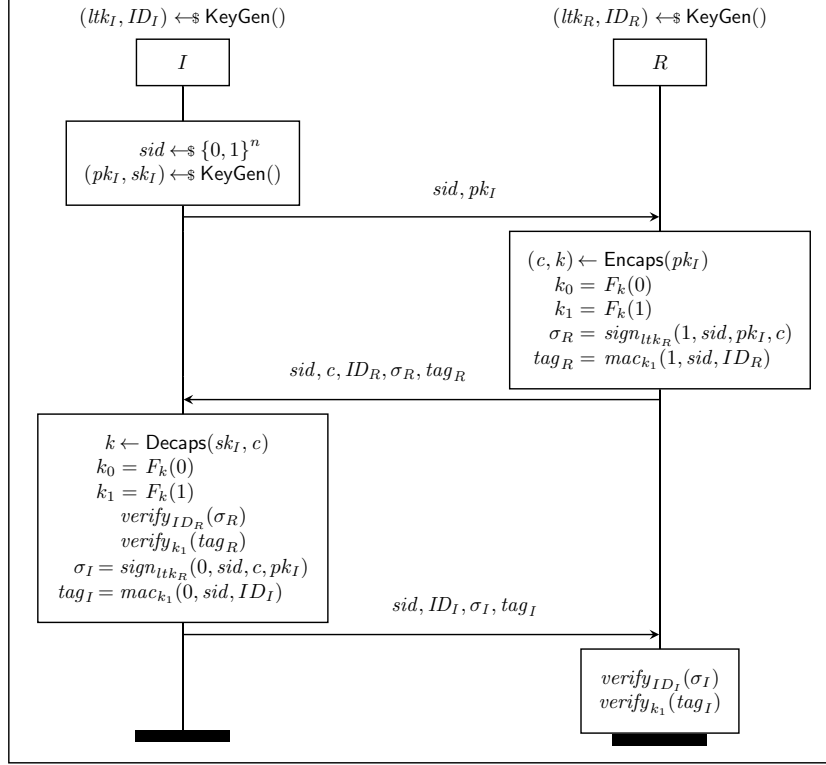 (ltk_I, ID_I) ←$ KeyGen()
(ltk_R, ID_R) ←$ KeyGen()
I
R
sid ←$ {0, 1}^n
(pk_I, sk_I) ←$ KeyGen()
sid, pk_I
(c, k) ← Encaps(pk_I)
k_0 = F_k(0)
k_1 = F_k(1)
σ_R = sign_{ltk_R}(1, sid, pk_I, c)
tag_R = mac_{k_1}(1, sid, ID_R)
sid, c, ID_R, σ_R, tag_R
k ← Decaps(sk_I, c)
k_0 = F_k(0)
k_1 = F_k(1)
verify_{ID_R}(σ_R)
verify_{k_1}(tag_R)
σ_I = sign_{ltk_R}(0, sid, c, pk_I)
tag_I = mac_{k_1}(0, sid, ID_I)
sid, ID_I, σ_I, tag_I
verify_{ID_I}(σ_I)
verify_{k_1}(tag_I)